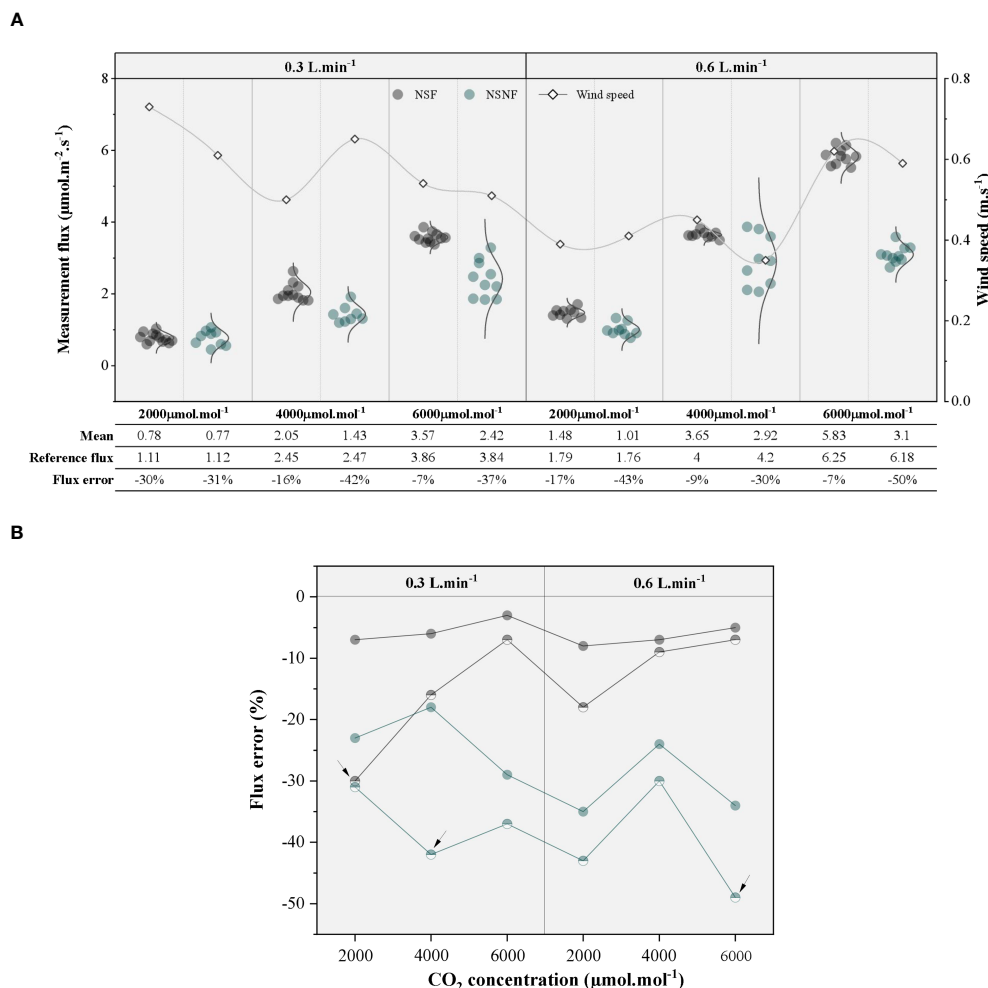 A
0.3 L.min⁻¹ 0.6 L.min⁻¹
NSF NSNF Wind speed
Measurement flux (μmol.m⁻².s⁻¹)
8
6
4
2
0
Wind speed (m.s⁻¹)
0.8
0.6
0.4
0.2
0.0
2000μmol.mol⁻¹ 4000μmol.mol⁻¹ 6000μmol.mol⁻¹ 2000μmol.mol⁻¹ 4000μmol.mol⁻¹ 6000μmol.mol⁻¹
Mean 0.78 0.77 2.05 1.43 3.57 2.42 1.48 1.01 3.65 2.92 5.83 3.1
Reference flux 1.11 1.12 2.45 2.47 3.86 3.84 1.79 1.76 4 4.2 6.25 6.18
Flux error -30% -31% -16% -42% -7% -37% -17% -43% -9% -30% -7% -50%
B
0.3 L.min⁻¹ 0.6 L.min⁻¹
Flux error (%)
0
-10
-20
-30
-40
-50
2000 4000 6000 2000 4000 6000
CO₂ concentration (μmol.mol⁻¹)